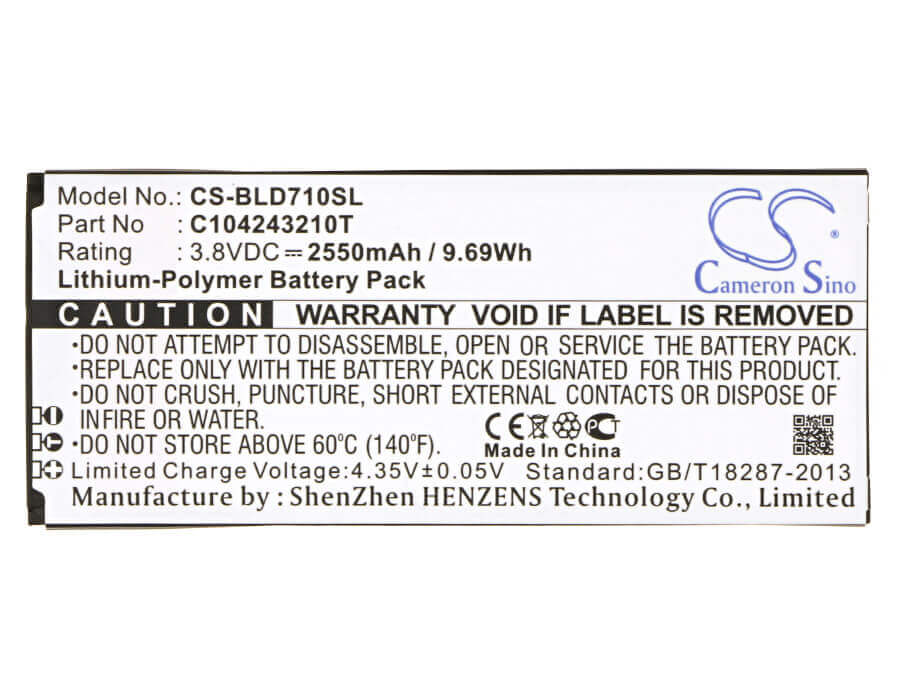 Model No.: CS-BLD710SL
Part No : C104243210T
Rating : 3.8VDC ⎓ 2550mAh / 9.69Wh
Lithium-Polymer Battery Pack
CS ®
Cameron Sino
CAUTION WARRANTY VOID IF LABEL IS REMOVED
•DO NOT ATTEMPT TO DISASSEMBLE, OPEN OR SERVICE THE BATTERY PACK.
•REPLACE ONLY WITH THE BATTERY PACK DESIGNATED FOR THIS PRODUCT.
•DO NOT CRUSH, PUNCTURE, SHORT EXTERNAL CONTACTS OR DISPOSE OF
INFIRE OR WATER.
•DO NOT STORE ABOVE 60°C (140°F).
CE PCT
Made In China
Limited Charge Voltage:4.35V±0.05V Standard:GB/T18287-2013
Manufacture by : ShenZhen HENZENS Technology Co., Limited